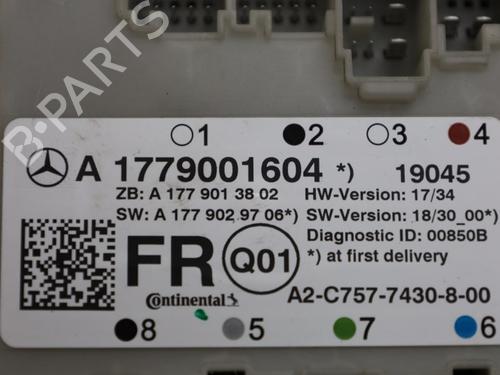 B-PARTS
1 2 3 4
A 1779001604 *) 19045
ZB: A 177 901 38 02 HW-Version: 17/34
SW: A 177 902 97 06*) SW-Version: 18/30_00*)
Diagnostic ID: 00850B
FR Q01 *) at first delivery
Continental A2-C757-7430-8-00
8 5 7 6